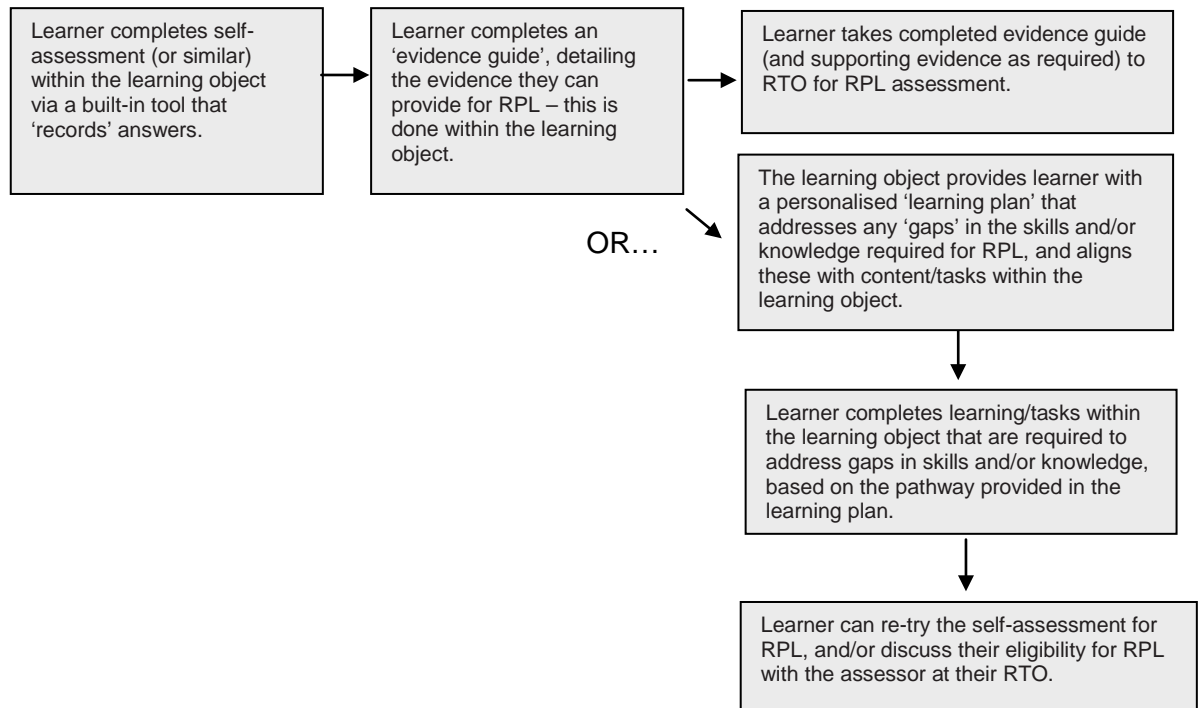 Learner completes self-
assessment (or similar)
within the learning object
via a built-in tool that
‘records’ answers.
Learner completes an
‘evidence guide’, detailing
the evidence they can
provide for RPL – this is
done within the learning
object.
Learner takes completed evidence guide
(and supporting evidence as required) to
RTO for RPL assessment.
OR…
The learning object provides learner with
a personalised ‘learning plan’ that
addresses any ‘gaps’ in the skills and/or
knowledge required for RPL, and aligns
these with content/tasks within the
learning object.
Learner completes learning/tasks within
the learning object that are required to
address gaps in skills and/or knowledge,
based on the pathway provided in the
learning plan.
Learner can re-try the self-assessment for
RPL, and/or discuss their eligibility for RPL
with the assessor at their RTO.